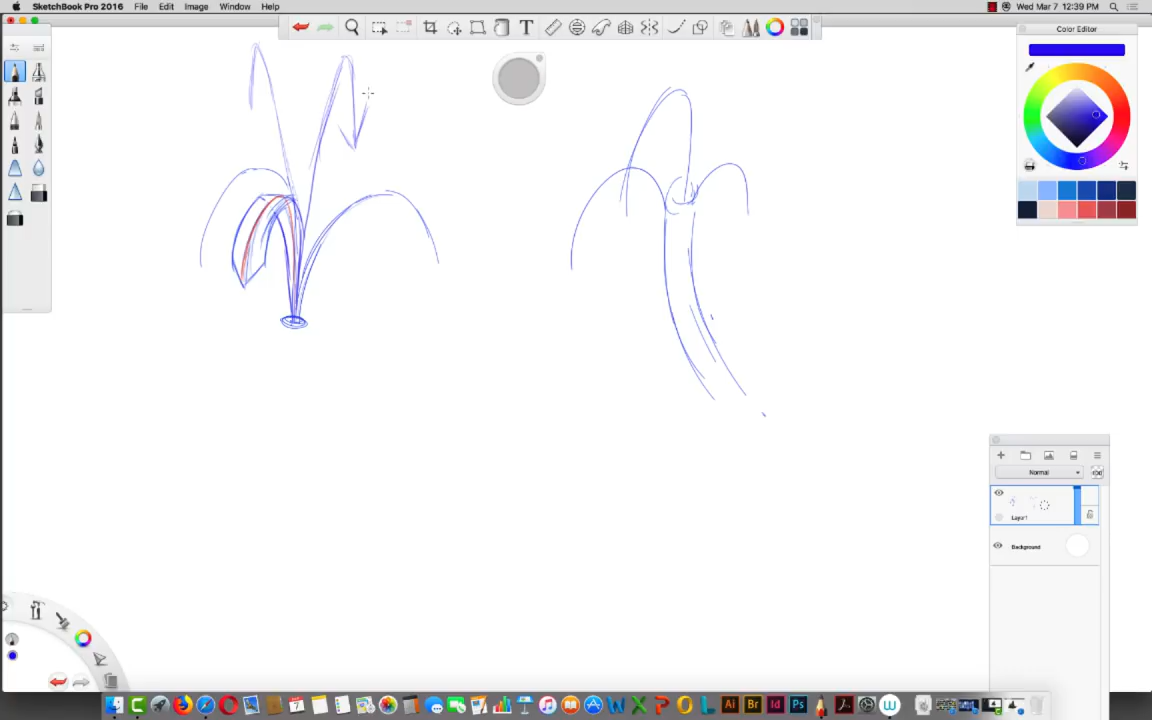 SketchBook Pro 2016 File Edit Image Window Help
Wed Mar 7 12:39 PM
Color Editor
Normal
Layer1
Background